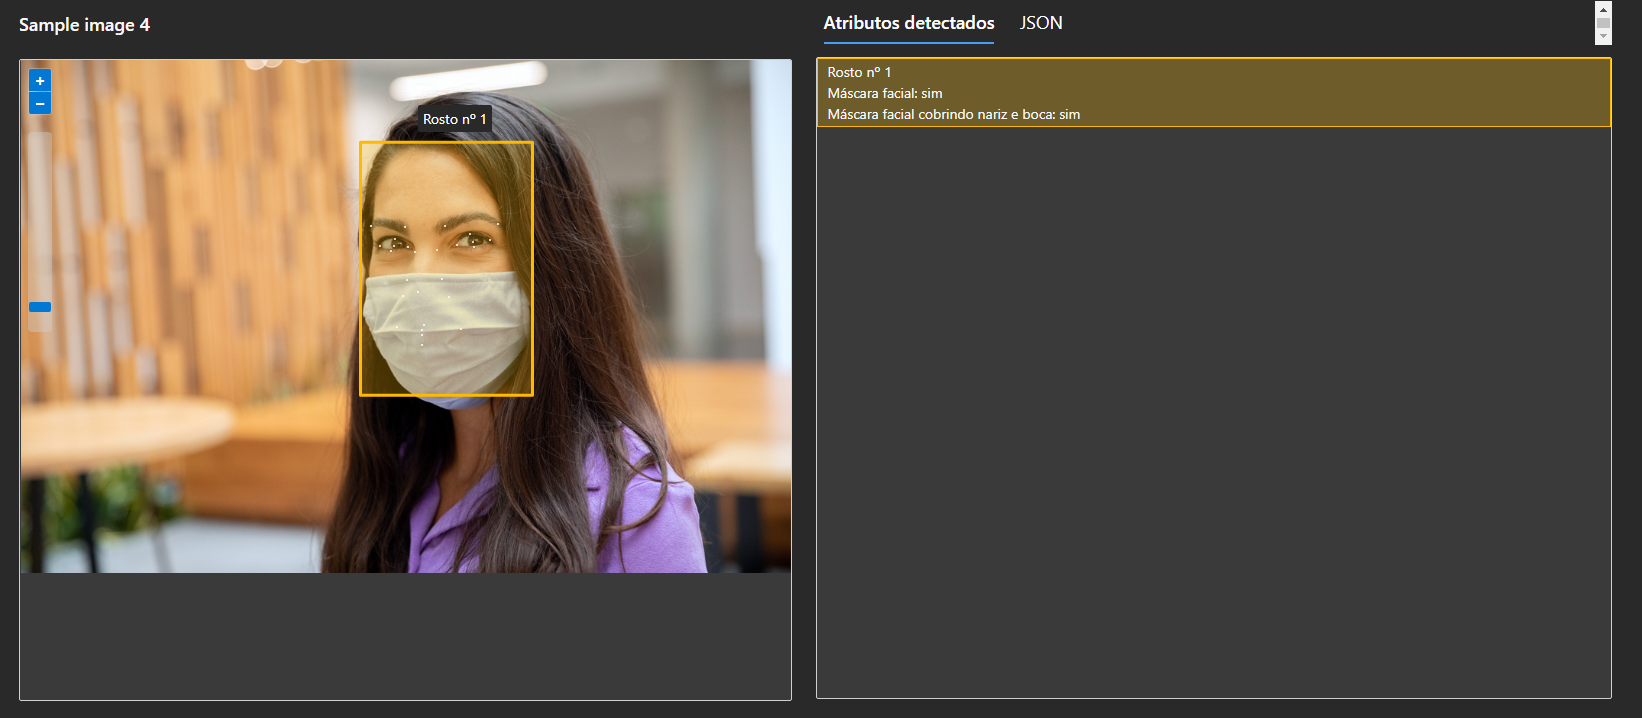 Sample image 4
+
−
Rosto nº 1
Atributos detectados
JSON
Rosto nº 1
Máscara facial: sim
Máscara facial cobrindo nariz e boca: sim